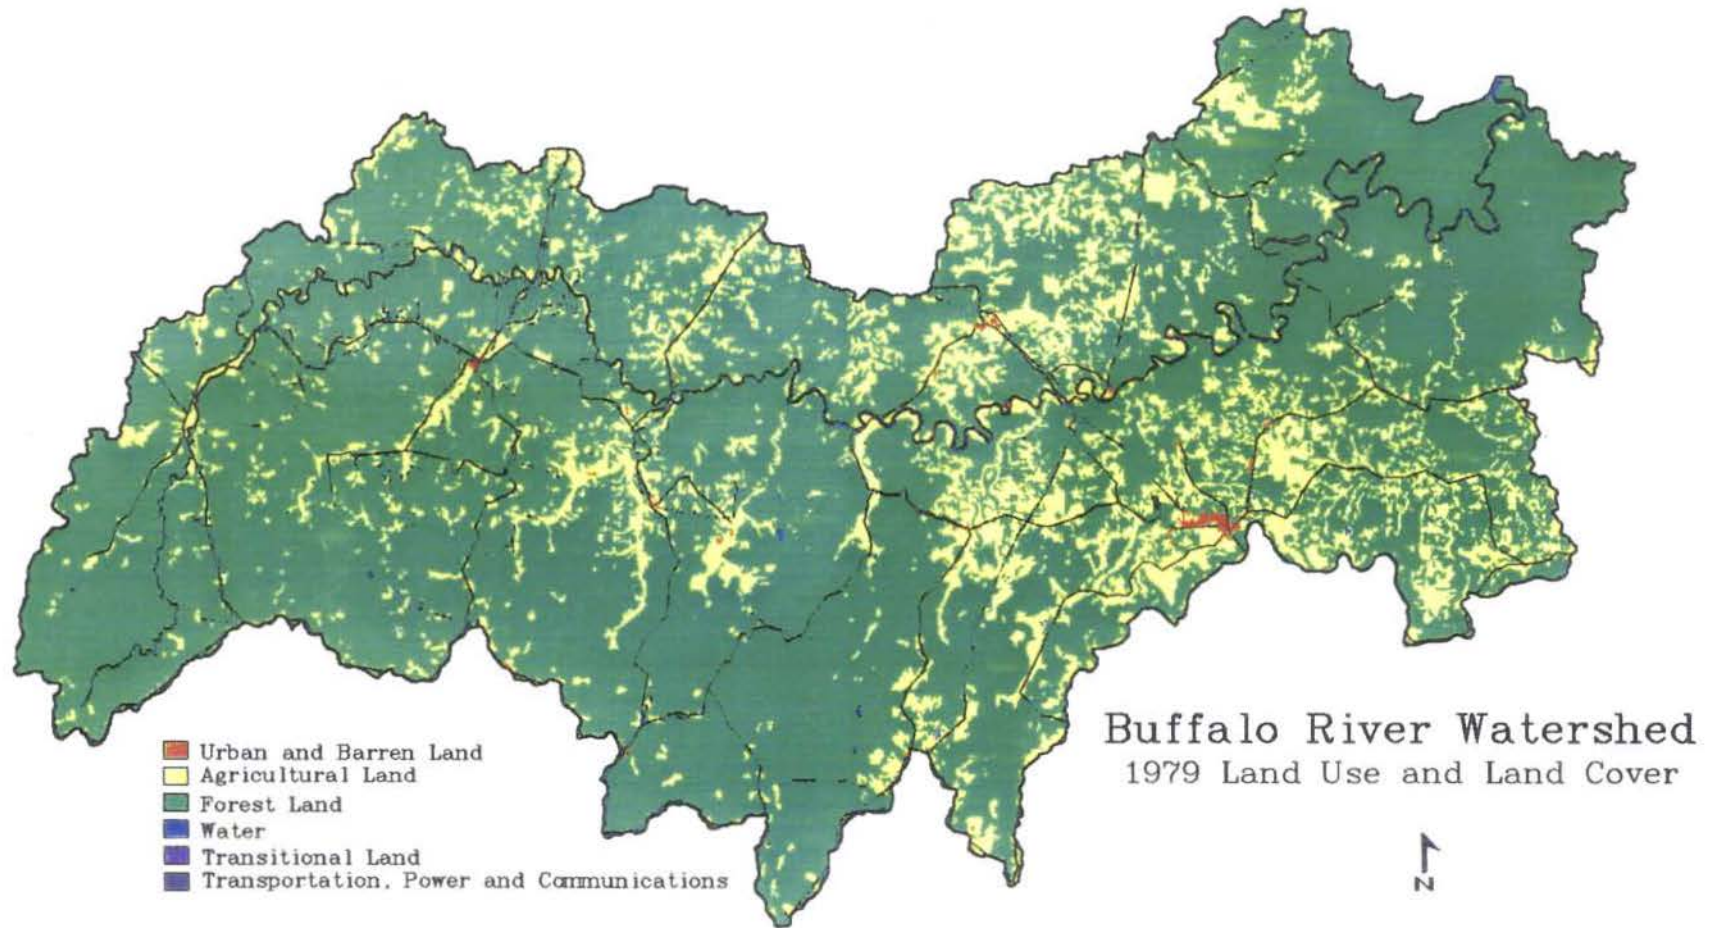 Urban and Barren Land
Agricultural Land
Forest Land
Water
Transitional Land
Transportation, Power and Communications
Buffalo River Watershed
1979 Land Use and Land Cover
N